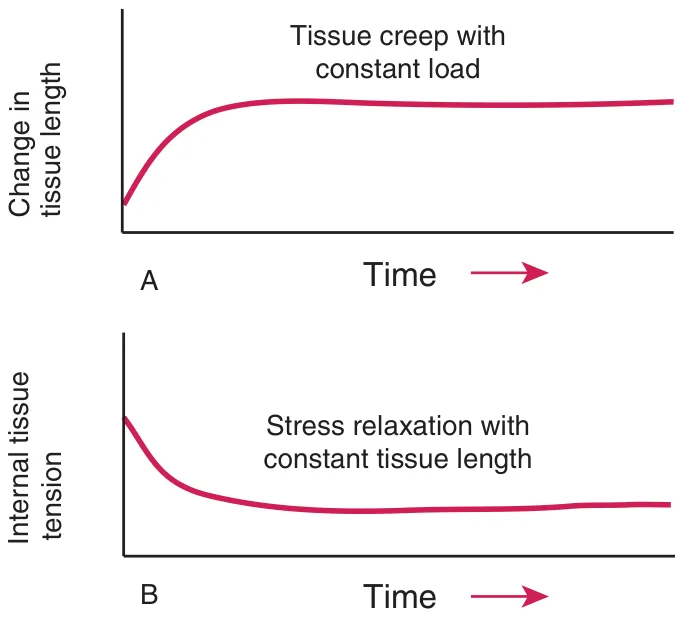 Tissue creep with
constant load
Change in
tissue length
A
Time
Stress relaxation with
constant tissue length
Internal tissue
tension
B
Time